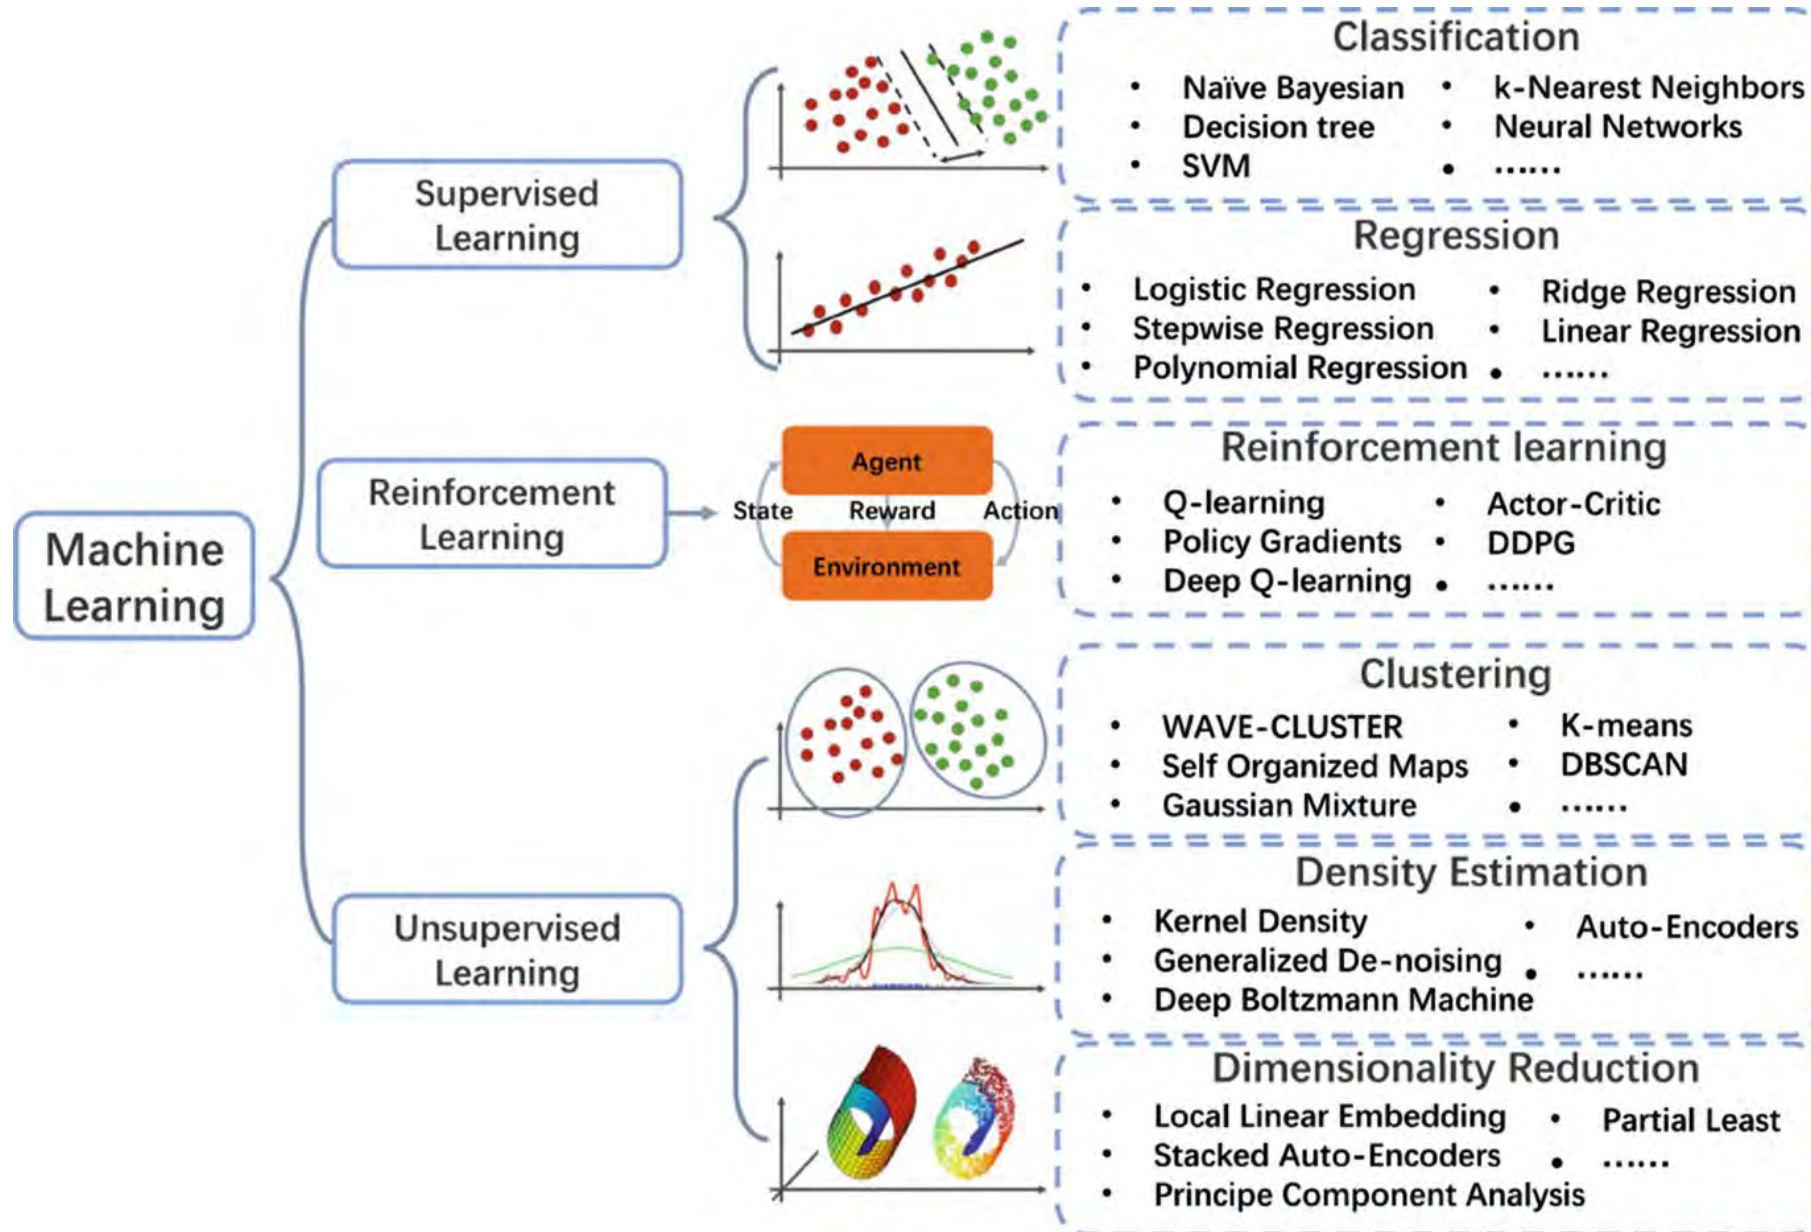 Machine
Learning
Supervised
Learning
Reinforcement
Learning
Unsupervised
Learning
Agent
State
Reward
Action
Environment
Classification
• Naïve Bayesian
• Decision tree
• SVM
• k-Nearest Neighbors
• Neural Networks
• ……
Regression
• Logistic Regression
• Stepwise Regression
• Polynomial Regression
• Ridge Regression
• Linear Regression
• ……
Reinforcement learning
• Q-learning
• Policy Gradients
• Deep Q-learning
• Actor-Critic
• DDPG
• ……
Clustering
• WAVE-CLUSTER
• Self Organized Maps
• Gaussian Mixture
• K-means
• DBSCAN
• ……
Density Estimation
• Kernel Density
• Generalized De-noising
• Deep Boltzmann Machine
• Auto-Encoders
• ……
Dimensionality Reduction
• Local Linear Embedding
• Stacked Auto-Encoders
• Principe Component Analysis
• Partial Least
• ……